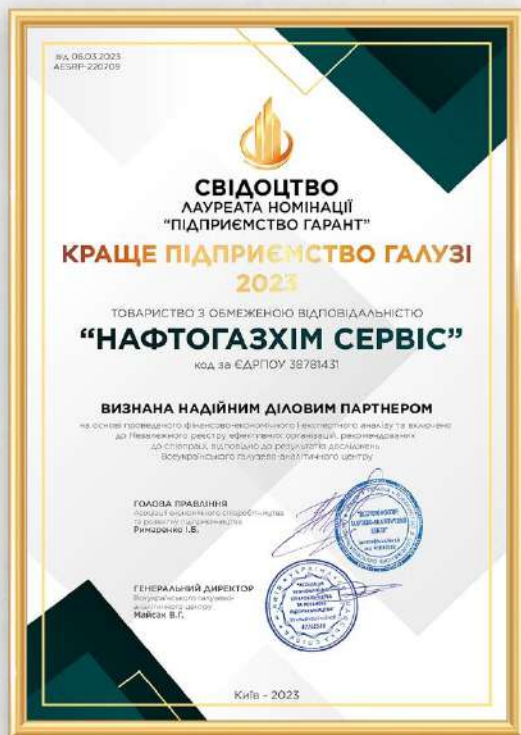 від 06.03.2023
AESRP-220709
СВІДОЦТВО
ЛАУРЕАТА НОМІНАЦІЇ
“ПІДПРИЄМСТВО ГАРАНТ”
КРАЩЕ ПІДПРИЄМСТВО ГАЛУЗІ
2023
ТОВАРИСТВО З ОБМЕЖЕНОЮ ВІДПОВІДАЛЬНІСТЮ
“НАФТОГАЗХІМ СЕРВІС”
код за ЄДРПОУ 38781431
ВИЗНАНА НАДІЙНИМ ДІЛОВИМ ПАРТНЕРОМ
на основі проведеного фінансово-економічного і експертного аналізу та включено
до Незалежного реєстру ефективних організацій, рекомендованих
до співпраці, відповідно до результатів досліджень
Всеукраїнського галузево-аналітичного центру
ГОЛОВА ПРАВЛІННЯ
Асоціації економічного співробітництва
та розвитку підприємництва
Римаренко І.В.
ГЕНЕРАЛЬНИЙ ДИРЕКТОР
Всеукраїнського галузево-
аналітичного центру
Майсак В.Г.
Київ - 2023